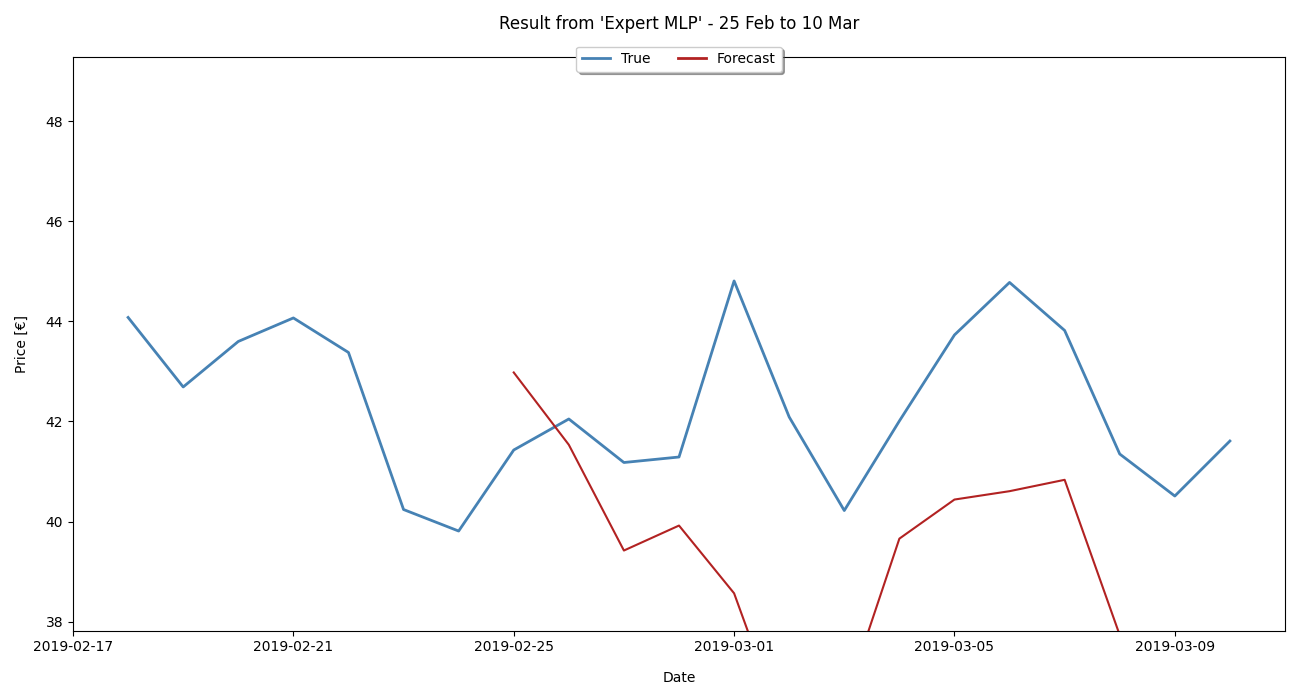 Result from 'Expert MLP' - 25 Feb to 10 Mar
True Forecast
48
46
44
42
40
38
Price [€]
2019-02-17 2019-02-21 2019-02-25 2019-03-01 2019-03-05 2019-03-09
Date